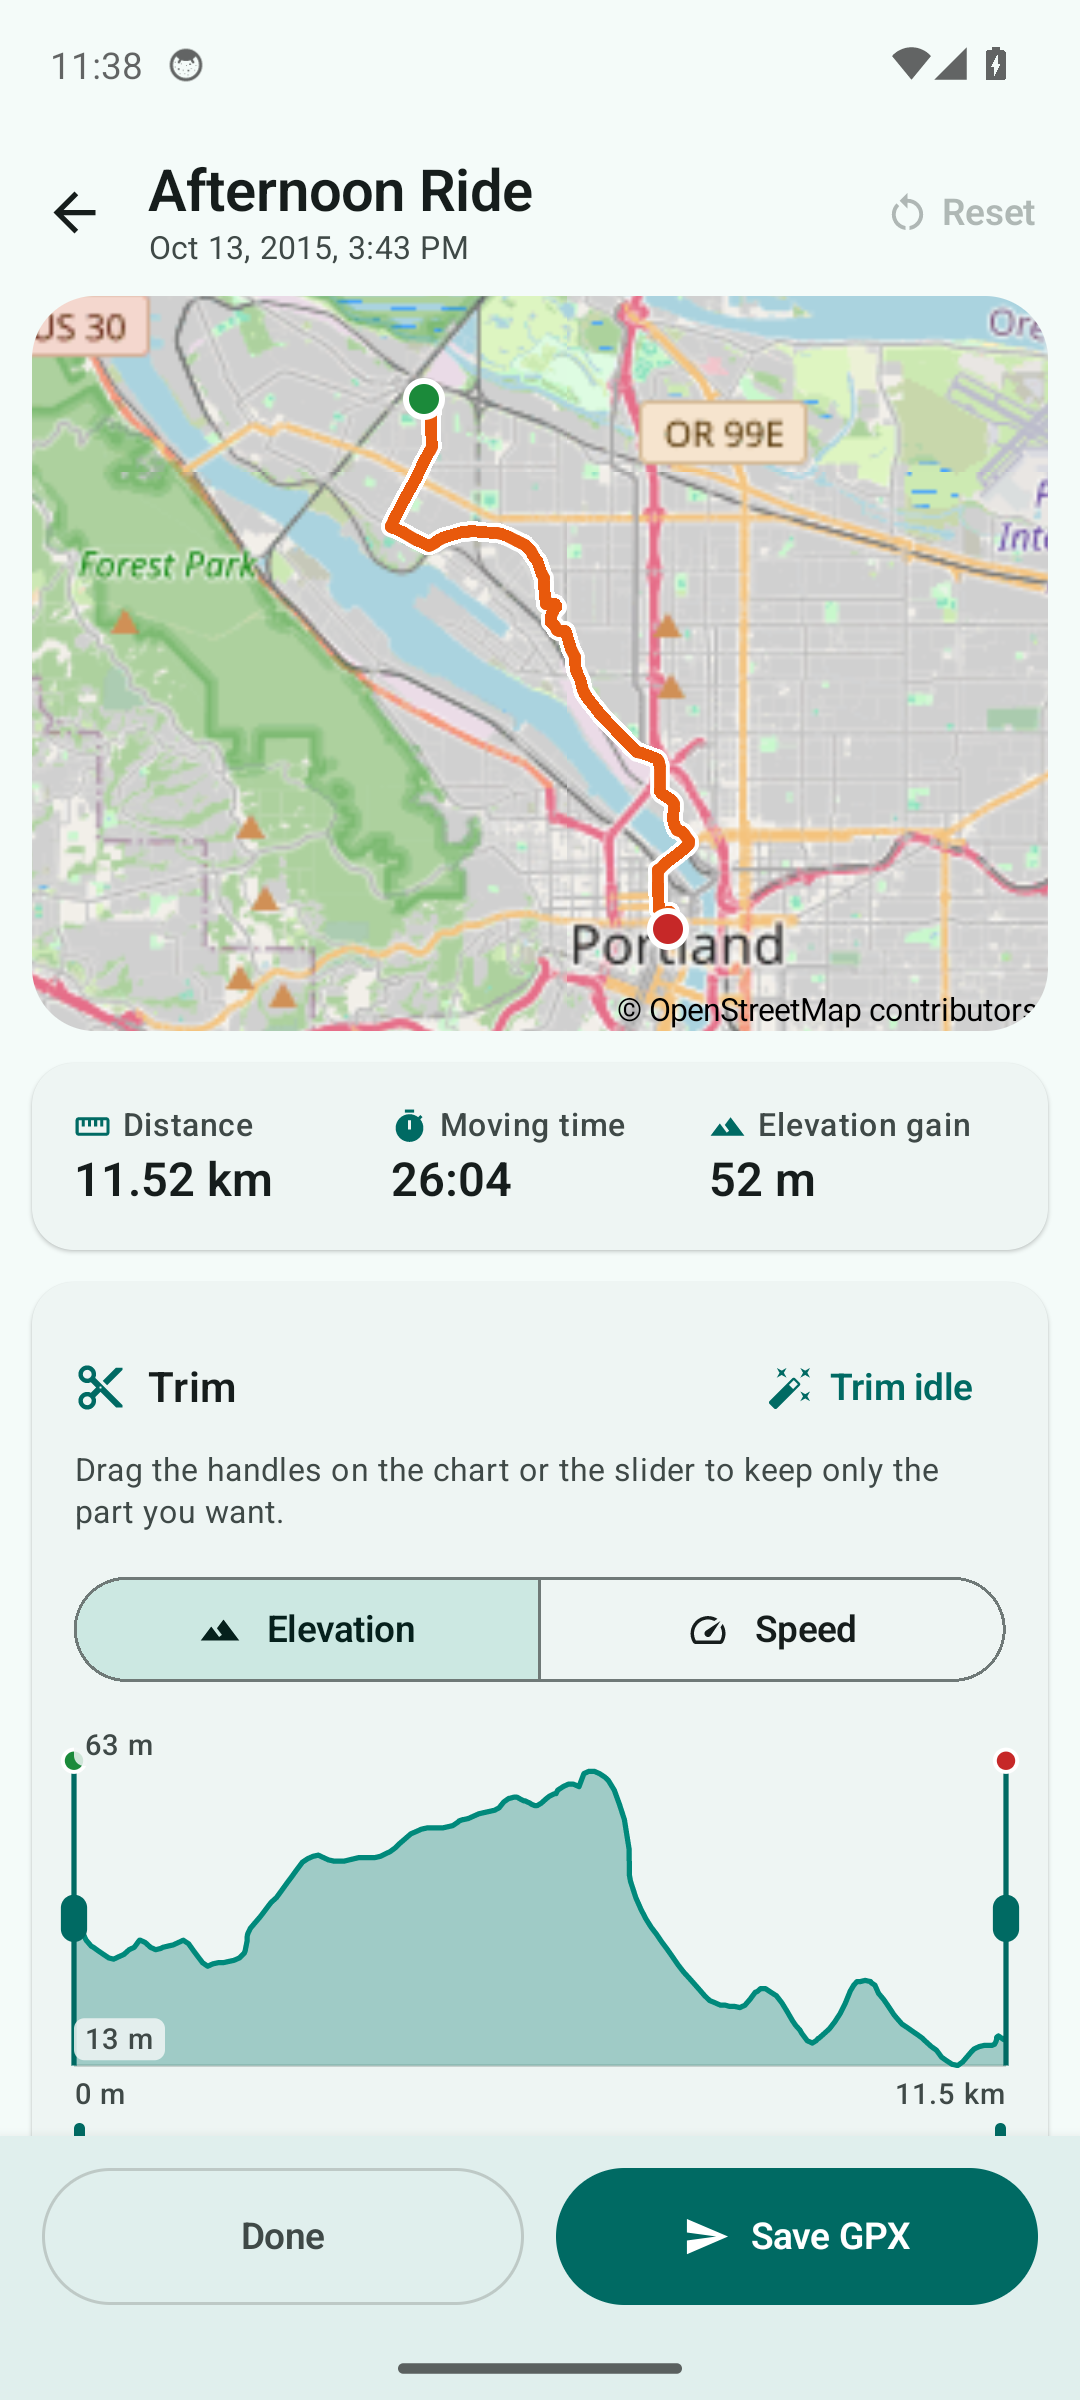 11:38
Afternoon Ride
Oct 13, 2015, 3:43 PM
Reset
US 30
Ore
OR 99E
Forest Park
Inte
Portland
© OpenStreetMap contributors
Distance
Moving time
Elevation gain
11.52 km
26:04
52 m
Trim
Trim idle
Drag the handles on the chart or the slider to keep only the
part you want.
Elevation
Speed
63 m
13 m
0 m
11.5 km
Done
Save GPX